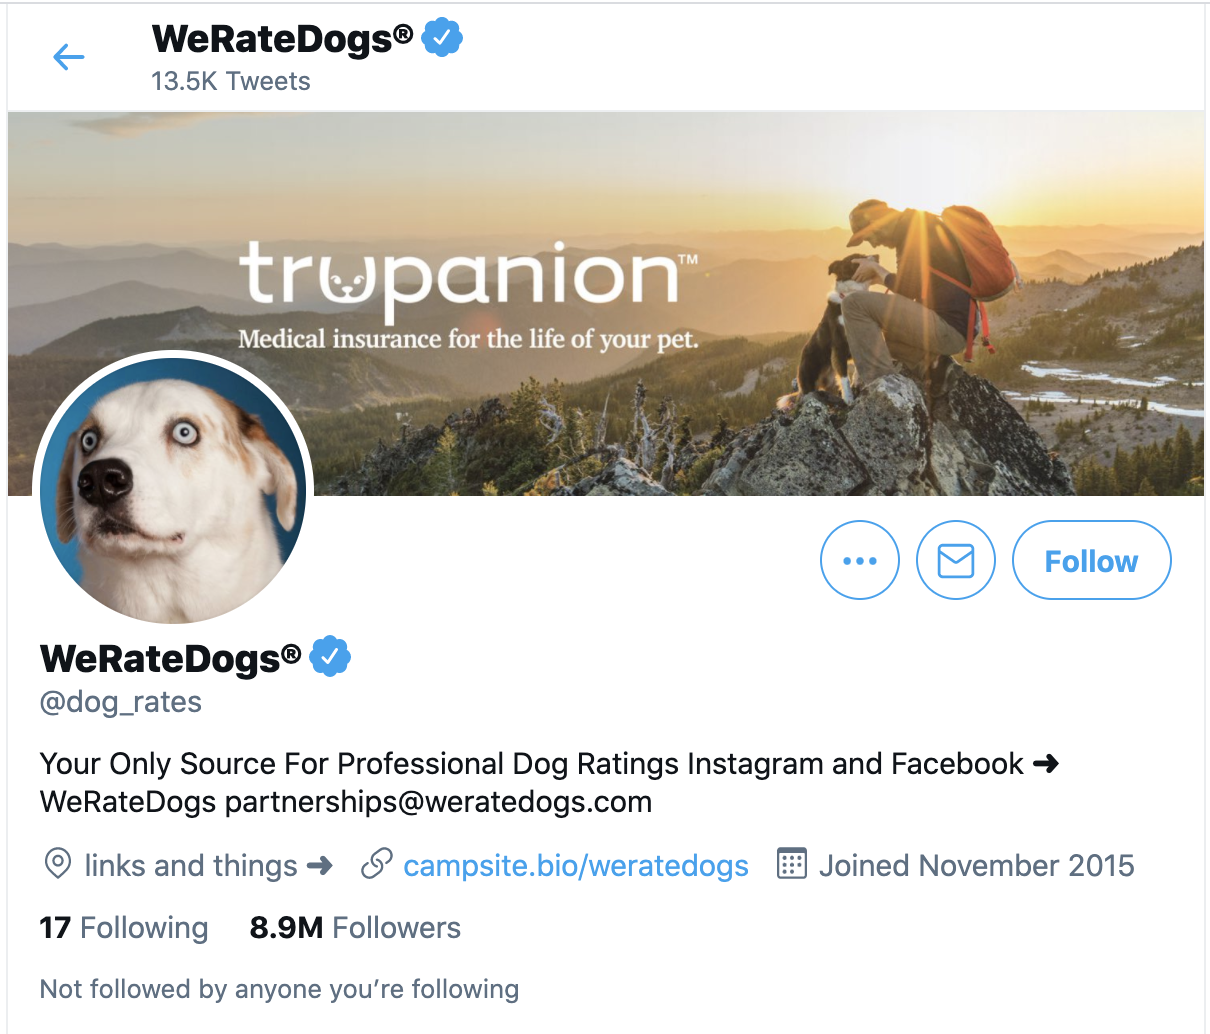 WeRateDogs®
13.5K Tweets
trupanion™
Medical insurance for the life of your pet.
Follow
WeRateDogs®
@dog_rates
Your Only Source For Professional Dog Ratings Instagram and Facebook ➜
WeRateDogs partnerships@weratedogs.com
links and things ➜ campsite.bio/weratedogs Joined November 2015
17 Following 8.9M Followers
Not followed by anyone you’re following